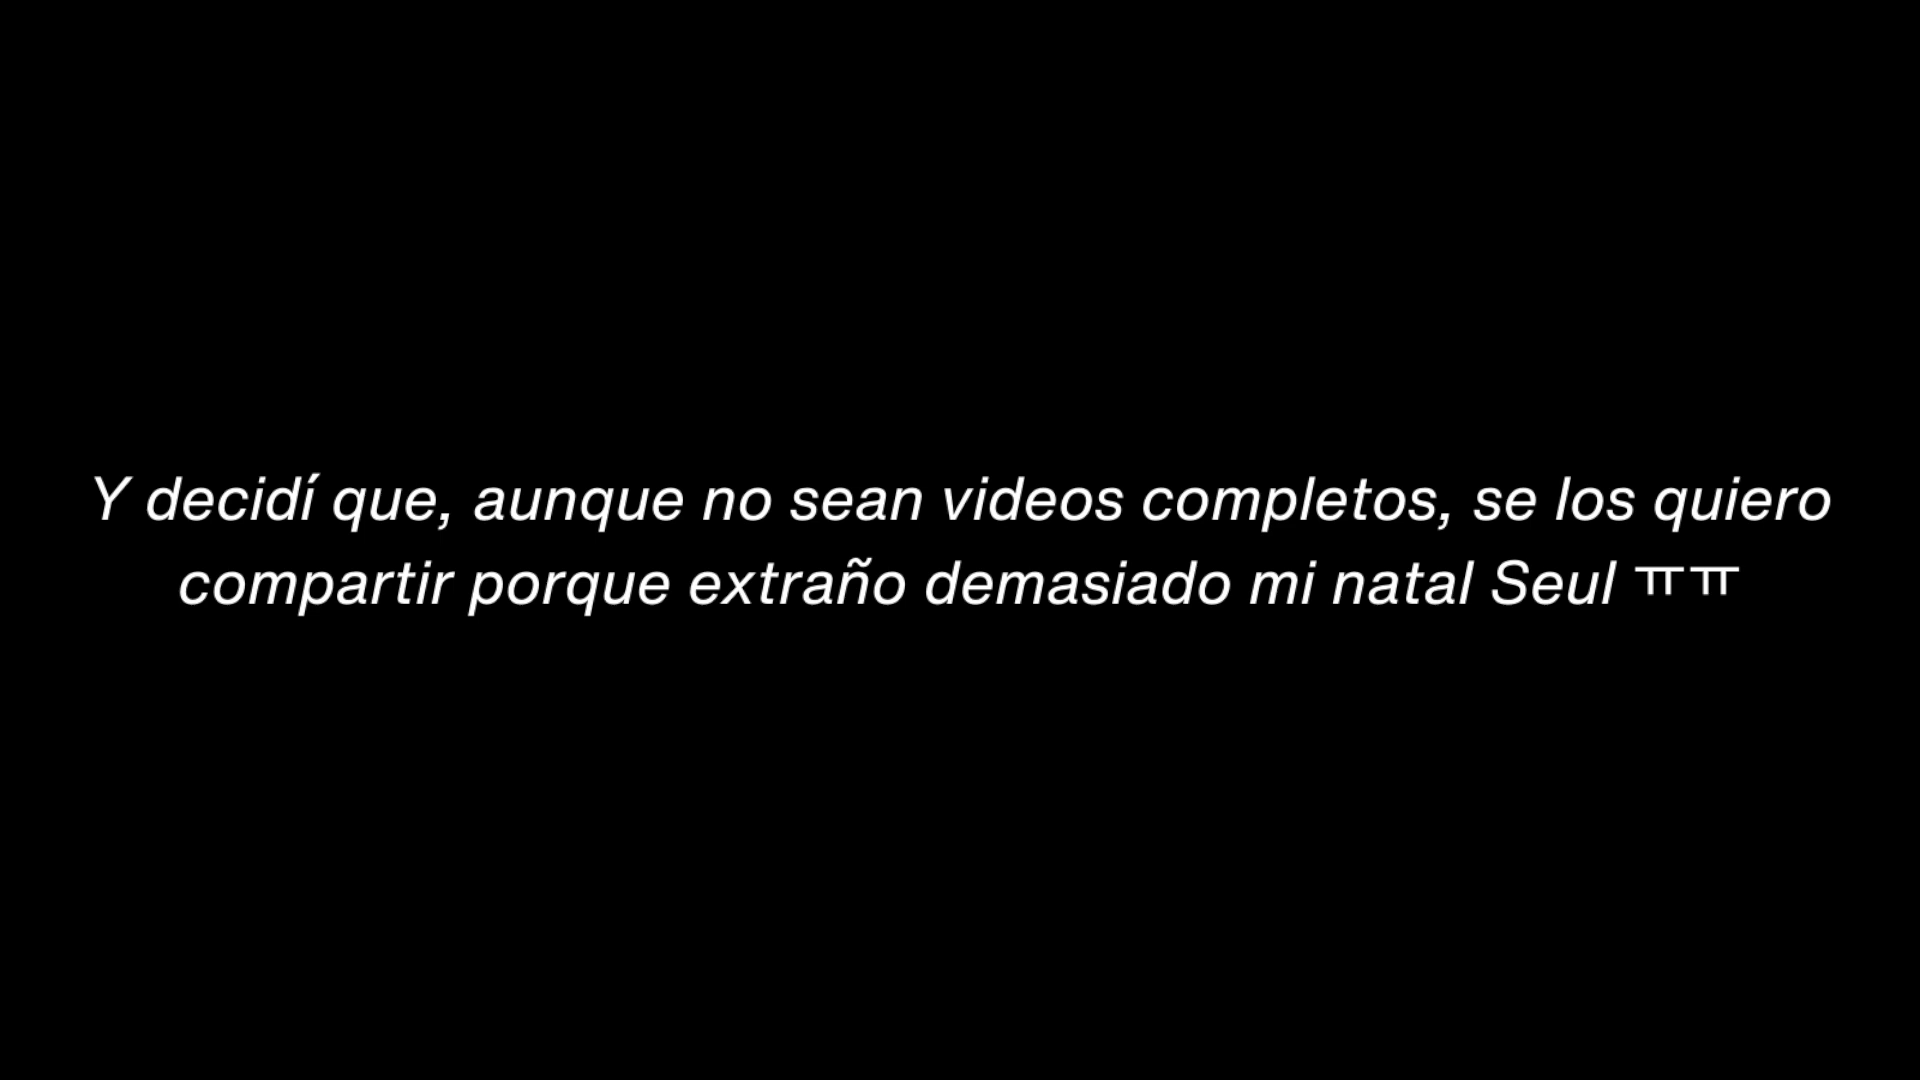 Y decidí que, aunque no sean videos completos, se los quiero
compartir porque extraño demasiado mi natal Seul ㅠㅠ